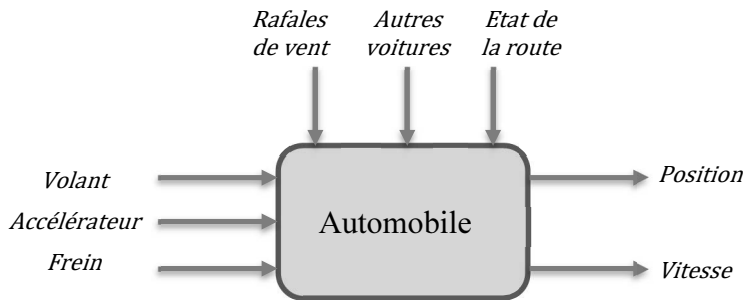 Rafales
de vent
Autres
voitures
Etat de
la route
Volant
Accélérateur
Frein
Automobile
Position
Vitesse